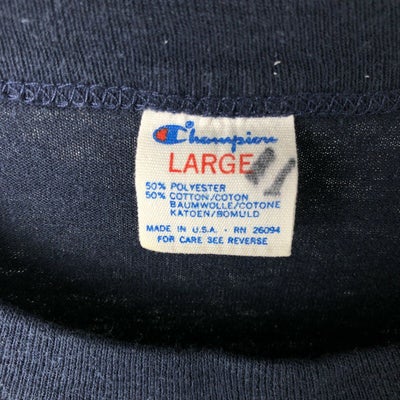 Champion
LARGE
50% POLYESTER
50% COTTON/COTON
BAUMWOLLE/COTONE
KATOEN/BOMULD
MADE IN U.S.A. - RN 26094
FOR CARE SEE REVERSE